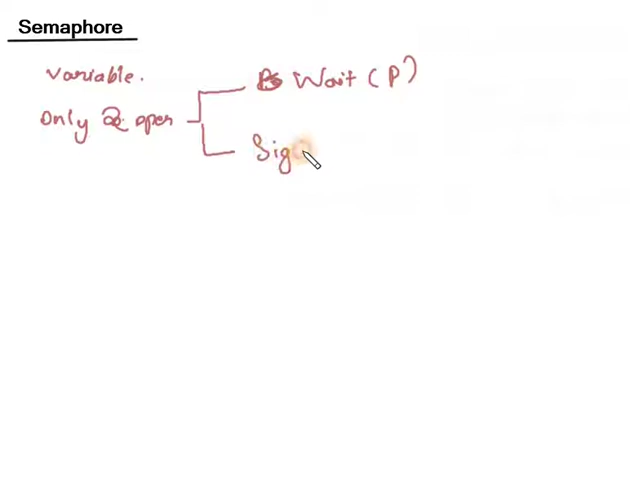 Semaphore
variable.
Only 2 oper
Wait (P)
Sig